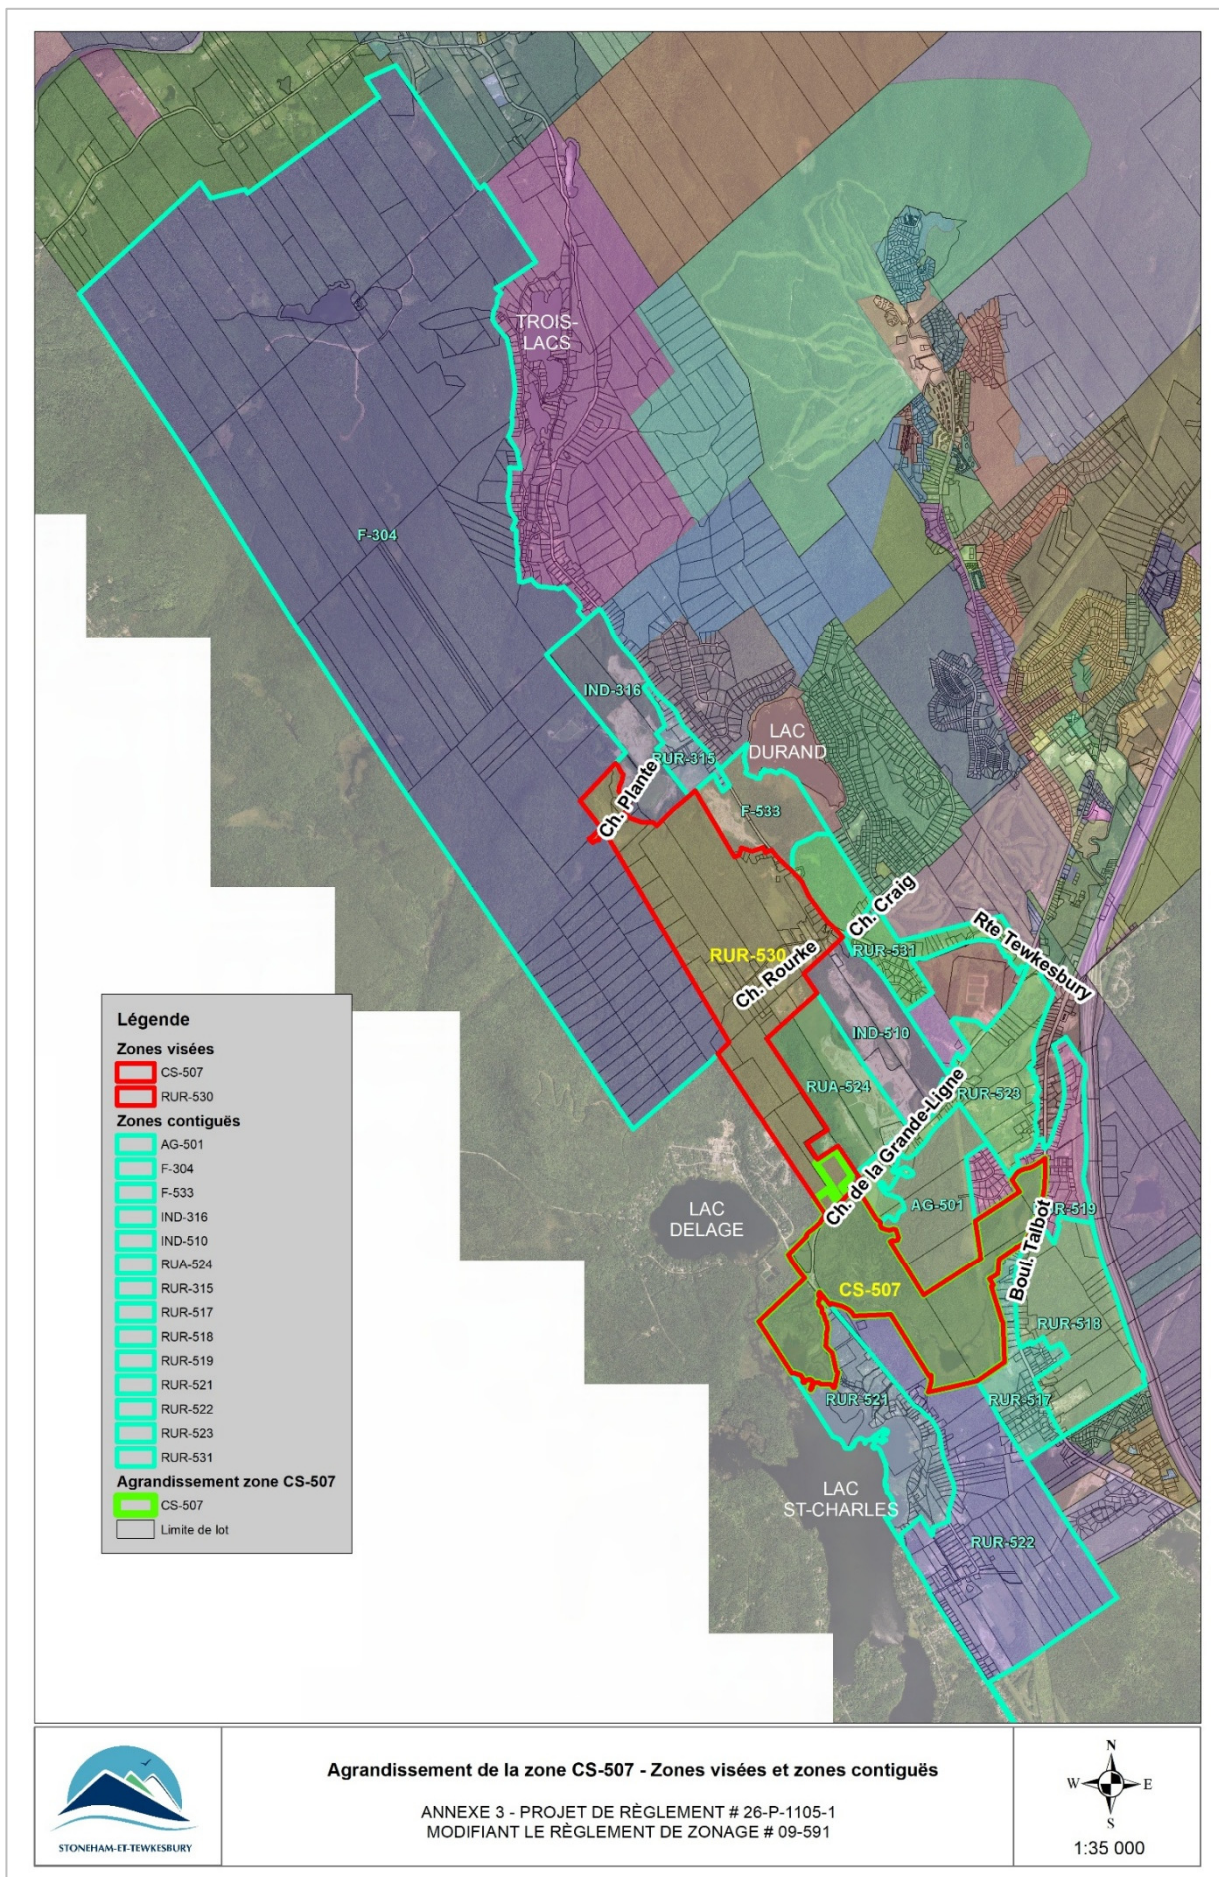 TROIS-
LACS
F-304
IND-316
LAC
DURAND
RUR-315
Ch. Plante
F-533
Ch. Craig
RUR-531
Rte Tewkesbury
RUR-530
Ch. Rourke
IND-510
RUA-524
RUR-523
Ch. de la Grande-Ligne
AG-501
LAC
DELAGE
Boul. Talbot
CS-507
RUR-518
RUR-521
RUR-517
LAC
ST-CHARLES
RUR-522
Légende
Zones visées
CS-507
RUR-530
Zones contiguës
AG-501
F-304
F-533
IND-316
IND-510
RUA-524
RUR-315
RUR-517
RUR-518
RUR-519
RUR-521
RUR-522
RUR-523
RUR-531
Agrandissement zone CS-507
CS-507
Limite de lot
STONEHAM-ET-TEWKESBURY
Agrandissement de la zone CS-507 - Zones visées et zones contiguës
ANNEXE 3 - PROJET DE RÈGLEMENT # 26-P-1105-1
MODIFIANT LE RÈGLEMENT DE ZONAGE # 09-591
N
W E
S
1:35 000